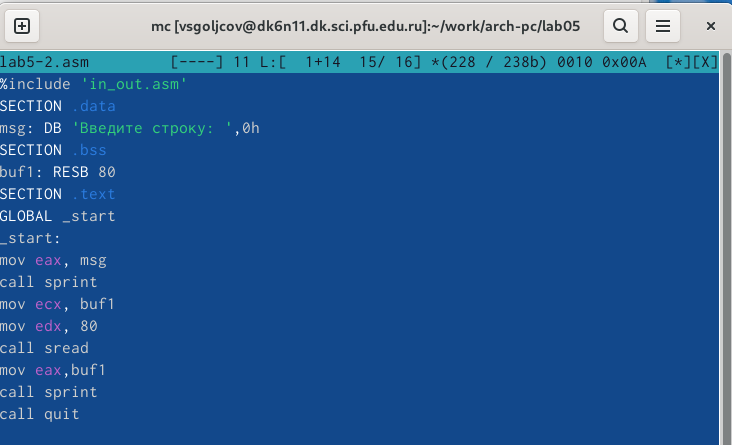 mc [vsgoljcov@dk6n11.dk.sci.pfu.edu.ru]:~/work/arch-pc/lab05
lab5-2.asm [----] 11 L:[ 1+14 15/ 16] *(228 / 238b) 0010 0x00A [*][X]
%include 'in_out.asm'
SECTION .data
msg: DB 'Введите строку: ',0h
SECTION .bss
buf1: RESB 80
SECTION .text
GLOBAL _start
_start:
mov eax, msg
call sprint
mov ecx, buf1
mov edx, 80
call sread
mov eax,buf1
call sprint
call quit